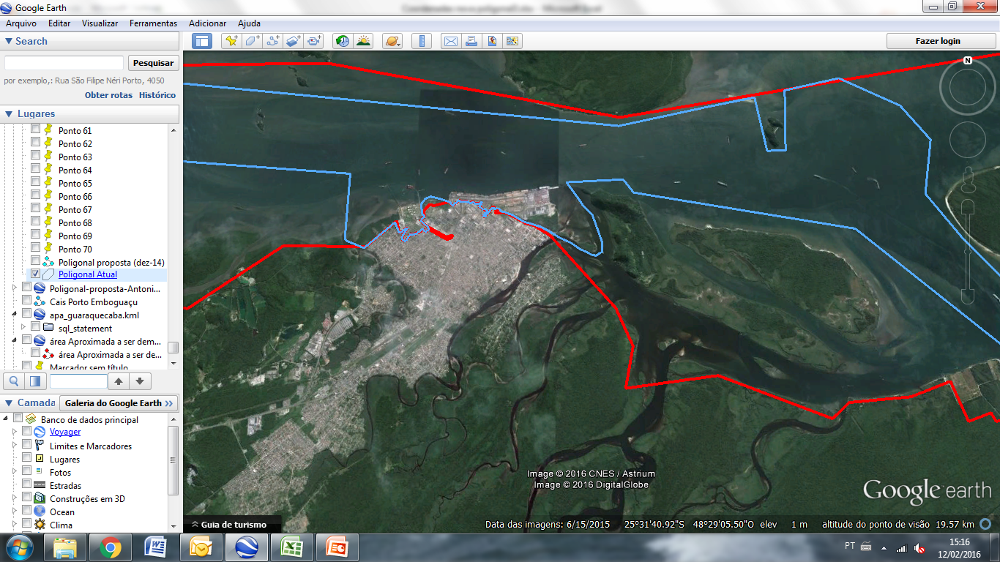 Google Earth
Arquivo Editar Visualizar Ferramentas Adicionar Ajuda
Search
Pesquisar
por exemplo,: Rua São Filipe Néri Porto, 4050
Obter rotas Histórico
Lugares
Ponto 61
Ponto 62
Ponto 63
Ponto 64
Ponto 65
Ponto 66
Ponto 67
Ponto 68
Ponto 69
Ponto 70
Poligonal proposta (dez-14)
Poligonal Atual
Poligonal-proposta-Antoni...
Cais Porto Emboguaçu
apa_guaraquecaba.kml
sql_statement
área Aproximada a ser dem...
área Aproximada a ser de...
Marcador sem título
Camada
Galeria do Google Earth »
Banco de dados principal
Voyager
Limites e Marcadores
Lugares
Fotos
Estradas
Construções em 3D
Ocean
Clima
Fazer login
N
Image © 2016 CNES / Astrium
Image © 2016 DigitalGlobe
Google earth
Guia de turismo
Data das imagens: 6/15/2015 25°31'40.92"S 48°29'05.50"O elev 1 m altitude do ponto de visão 19.57 km
PT
15:16
12/02/2016